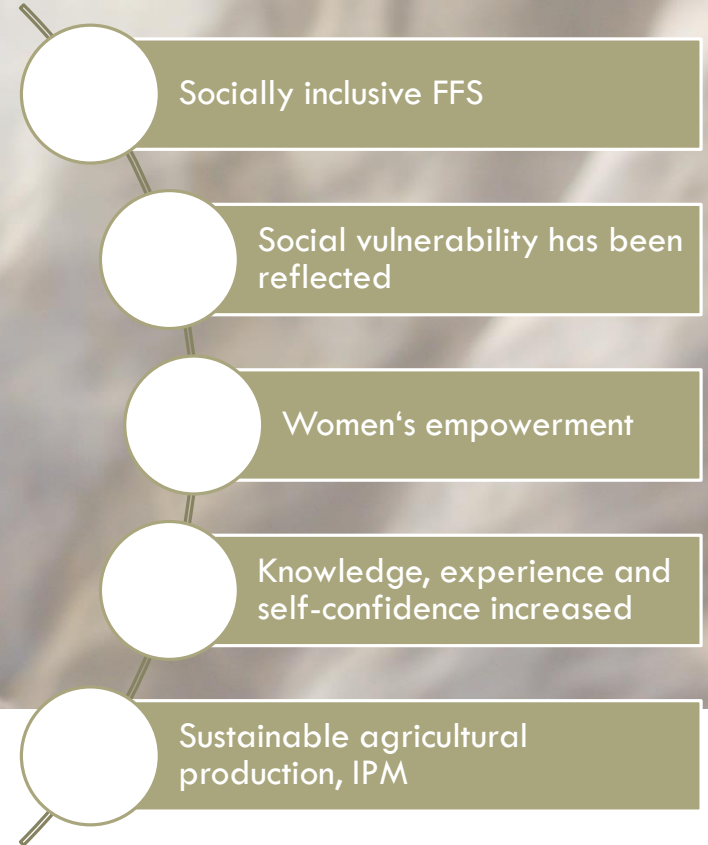 Socially inclusive FFS
Social vulnerability has been
reflected
Women‘s empowerment
Knowledge, experience and
self-confidence increased
Sustainable agricultural
production, IPM